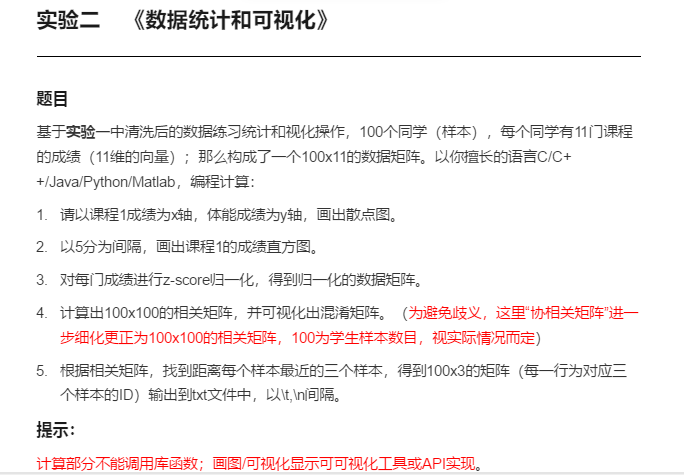 实验二 《数据统计和可视化》
题目
基于实验一中清洗后的数据练习统计和视化操作，100个同学（样本），每个同学有11门课程
的成绩（11维的向量）；那么构成了一个100x11的数据矩阵。以你擅长的语言C/C+
+/Java/Python/Matlab，编程计算：
1. 请以课程1成绩为x轴，体能成绩为y轴，画出散点图。
2. 以5分为间隔，画出课程1的成绩直方图。
3. 对每门成绩进行z-score归一化，得到归一化的数据矩阵。
4. 计算出100x100的相关矩阵，并可视化出混淆矩阵。（为避免歧义，这里“协相关矩阵”进一
步细化更正为100x100的相关矩阵，100为学生样本数目，视实际情况而定）
5. 根据相关矩阵，找到距离每个样本最近的三个样本，得到100x3的矩阵（每一行为对应三
个样本的ID）输出到txt文件中，以\t,\n间隔。
提示：
计算部分不能调用库函数；画图/可视化显示可可视化工具或API实现。